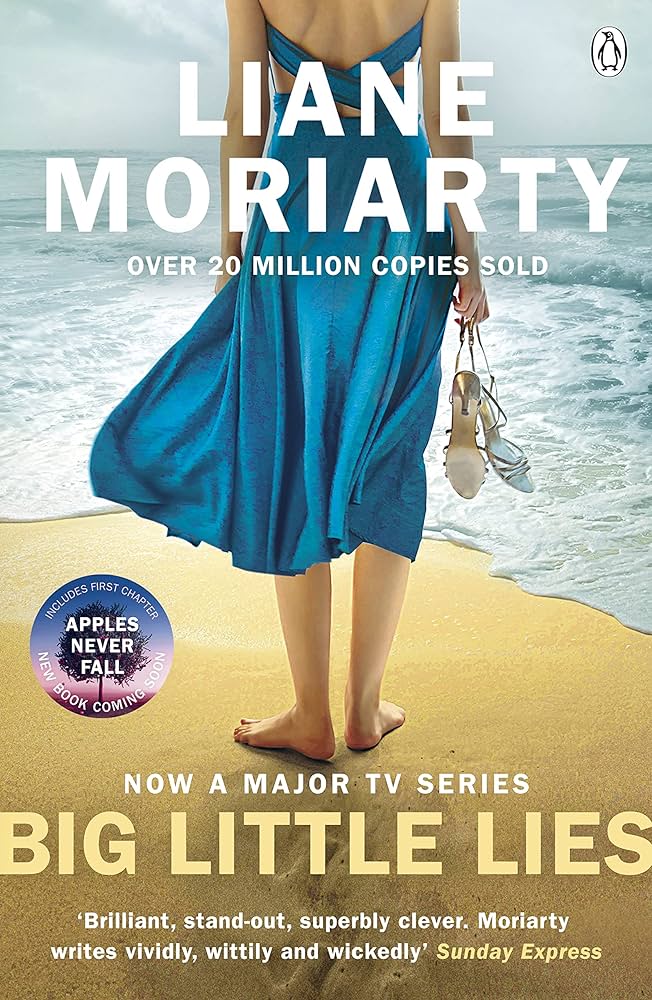 LIANE
MORIARTY
OVER 20 MILLION COPIES SOLD
INCLUDES FIRST CHAPTER
APPLES
NEVER
FALL
NEW BOOK COMING SOON
NOW A MAJOR TV SERIES
BIG LITTLE LIES
‘Brilliant, stand-out, superbly clever. Moriarty
writes vividly, wittily and wickedly’ Sunday Express